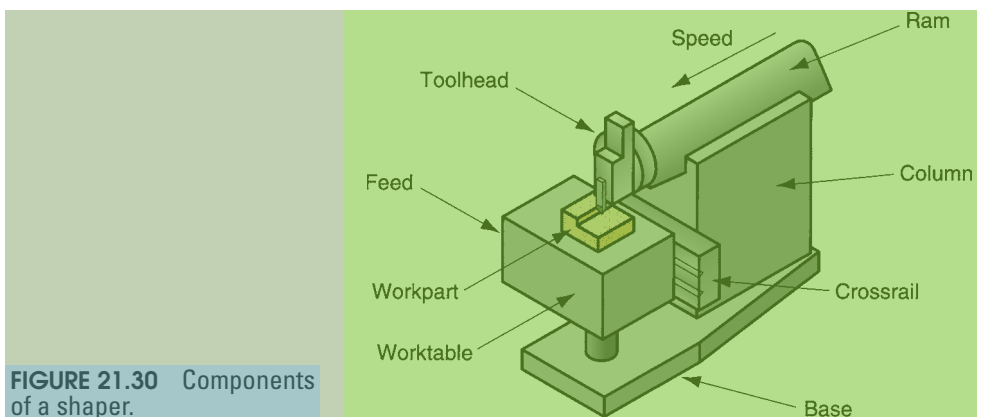 Ram
Speed
Toolhead
Column
Feed
Workpart
Crossrail
Worktable
FIGURE 21.30 Components
of a shaper.
Base